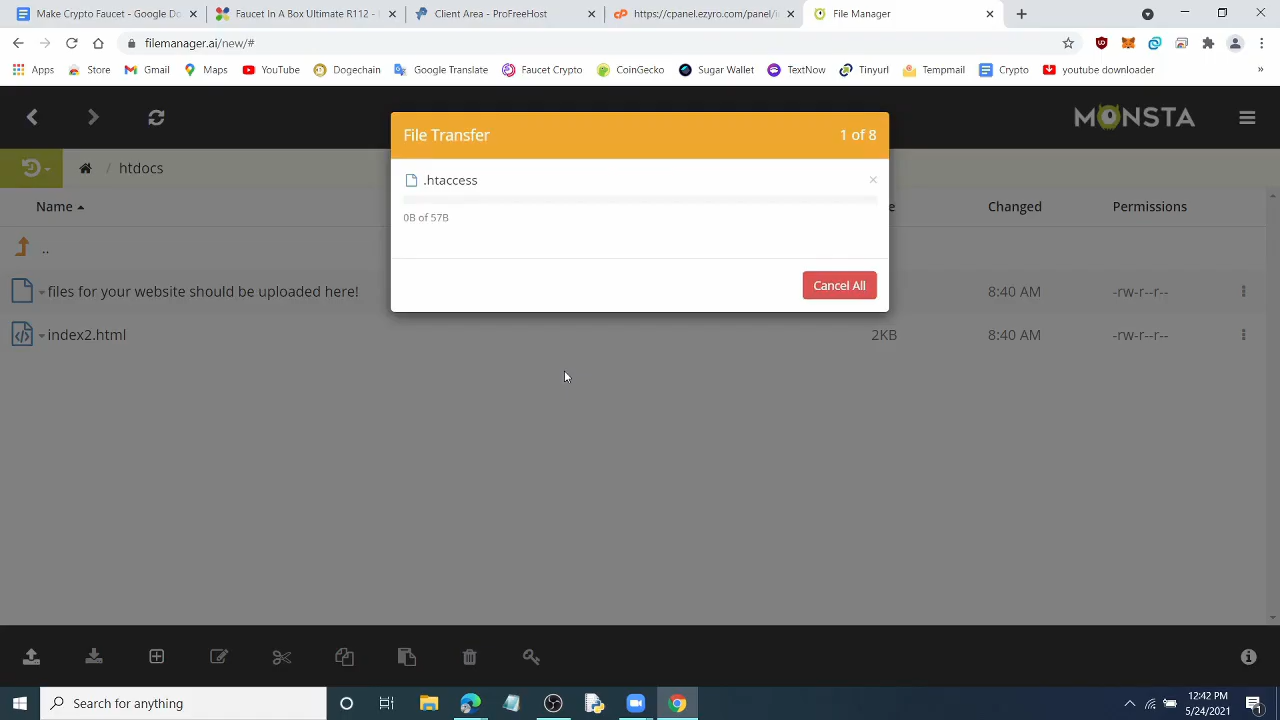 Make Crypto Faucet - Google Do
Faucet In A Box Ultimate R112 -
Client Area - ProFreeHost
https://cpanel.ezyro.com/panel/i
File Manager
filemanager.ai/new/#
Apps
Store
Gmail
Maps
YouTube
Dogechain
Google Translate
Faucet Crypto
CoinGecko
Sugar Wallet
TextNow
Tinyurl
Tempmail
Crypto
youtube downloader
»
MONSTA
File Transfer
1 of 8
.htaccess
0B of 57B
Cancel All
/ htdocs
Name
e
Changed
Permissions
..
files for your website should be uploaded here!
8:40 AM
-rw-r--r--
index2.html
2KB
8:40 AM
-rw-r--r--
Search for anything
12:42 PM
5/24/2021